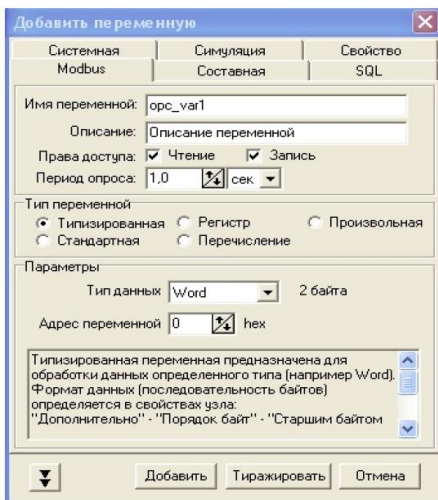 Добавить переменную
Системная Симуляция Свойство
Modbus Составная SQL
Имя переменной: opc_var1
Описание: Описание переменной
Права доступа: Чтение Запись
Период опроса: 1,0 сек
Тип переменной
Типизированная Регистр Произвольная
Стандартная Перечисление
Параметры
Тип данных Word 2 байта
Адрес переменной 0 hex
Типизированная переменная предназначена для
обработки данных определенного типа (например Word).
Формат данных (последовательность байтов)
определяется в свойствах узла:
"Дополнительно" - "Порядок байт" - "Старшим байтом
Добавить Тиражировать Отмена